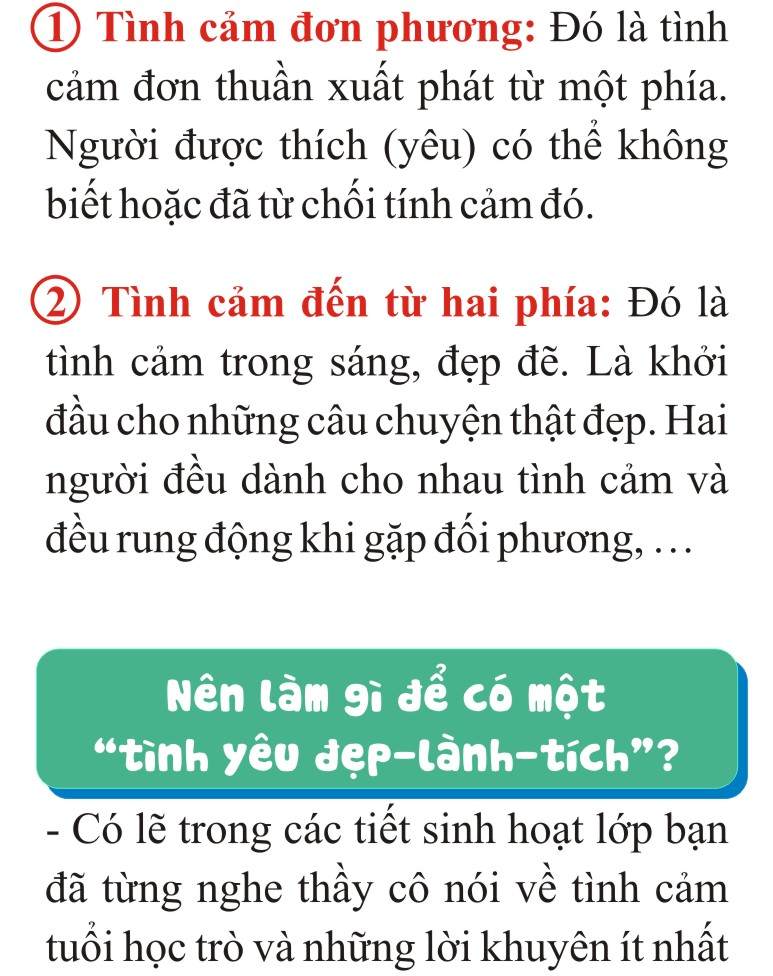 ① Tình cảm đơn phương: Đó là tình
cảm đơn thuần xuất phát từ một phía.
Người được thích (yêu) có thể không
biết hoặc đã từ chối tính cảm đó.
② Tình cảm đến từ hai phía: Đó là
tình cảm trong sáng, đẹp đẽ. Là khởi
đầu cho những câu chuyện thật đẹp. Hai
người đều dành cho nhau tình cảm và
đều rung động khi gặp đối phương, …
Nên làm gì để có một
“tình yêu đẹp-lành-tích”?
- Có lẽ trong các tiết sinh hoạt lớp bạn
đã từng nghe thầy cô nói về tình cảm
tuổi học trò và những lời khuyên ít nhất